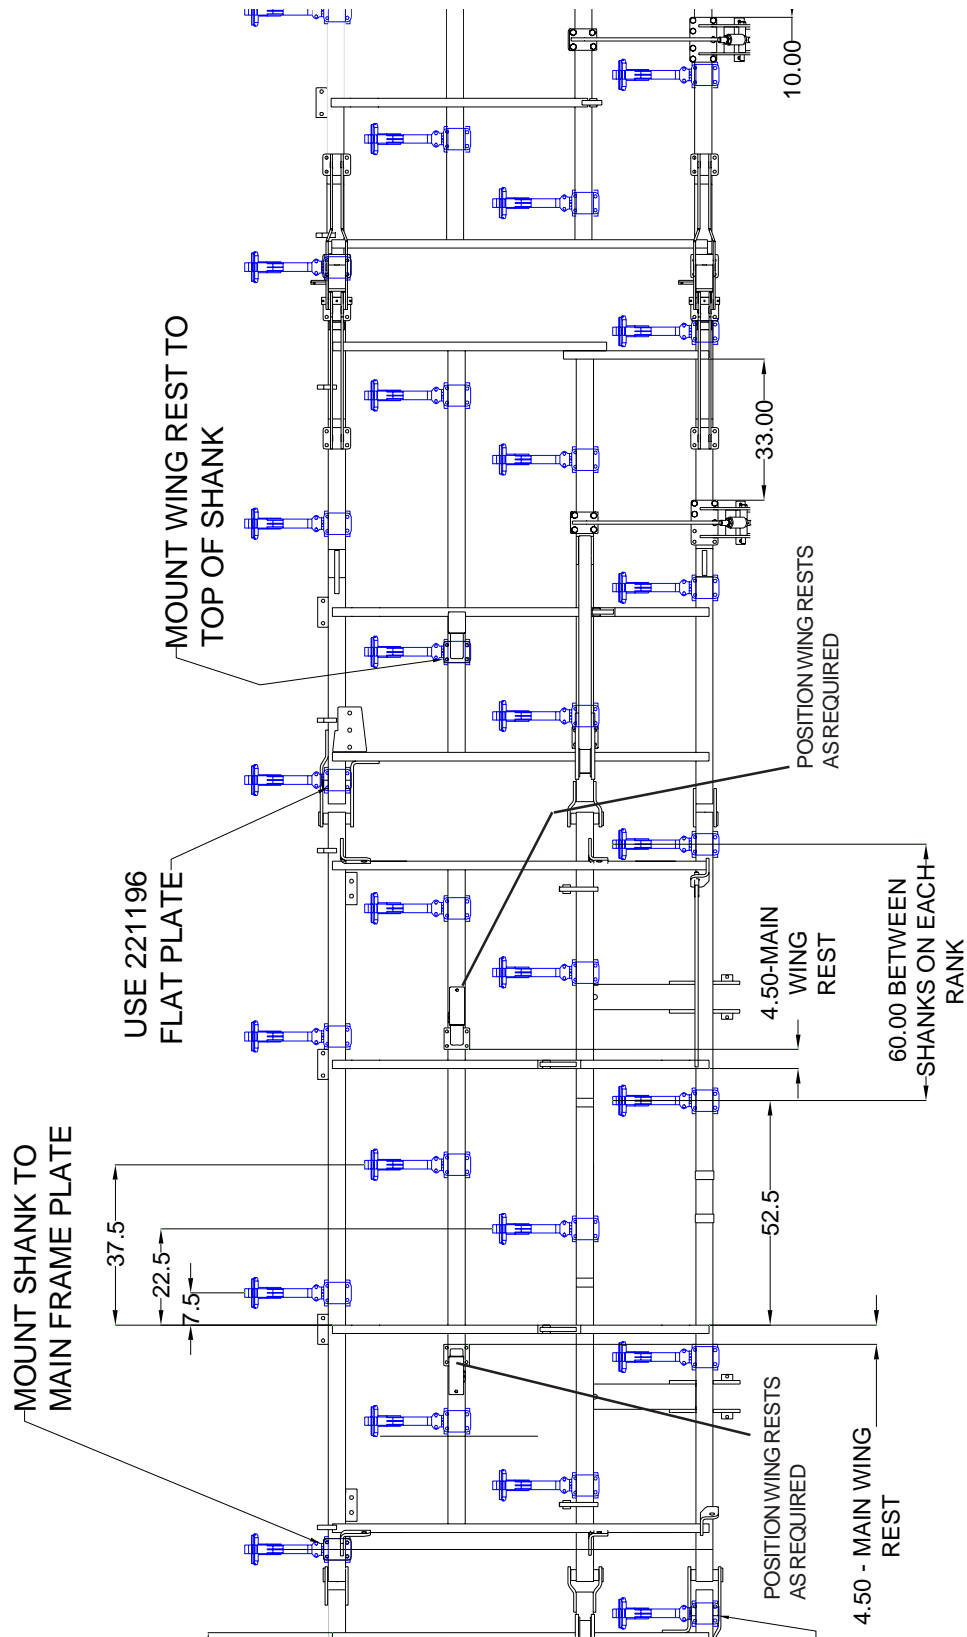 10.00
MOUNT WING REST TO
TOP OF SHANK
33.00
POSITION WING RESTS
AS REQUIRED
USE 221196
FLAT PLATE
4.50-MAIN
WING
REST
60.00 BETWEEN
SHANKS ON EACH
RANK
MOUNT SHANK TO
MAIN FRAME PLATE
37.5
22.5
7.5
52.5
POSITION WING RESTS
AS REQUIRED
4.50 - MAIN WING
REST